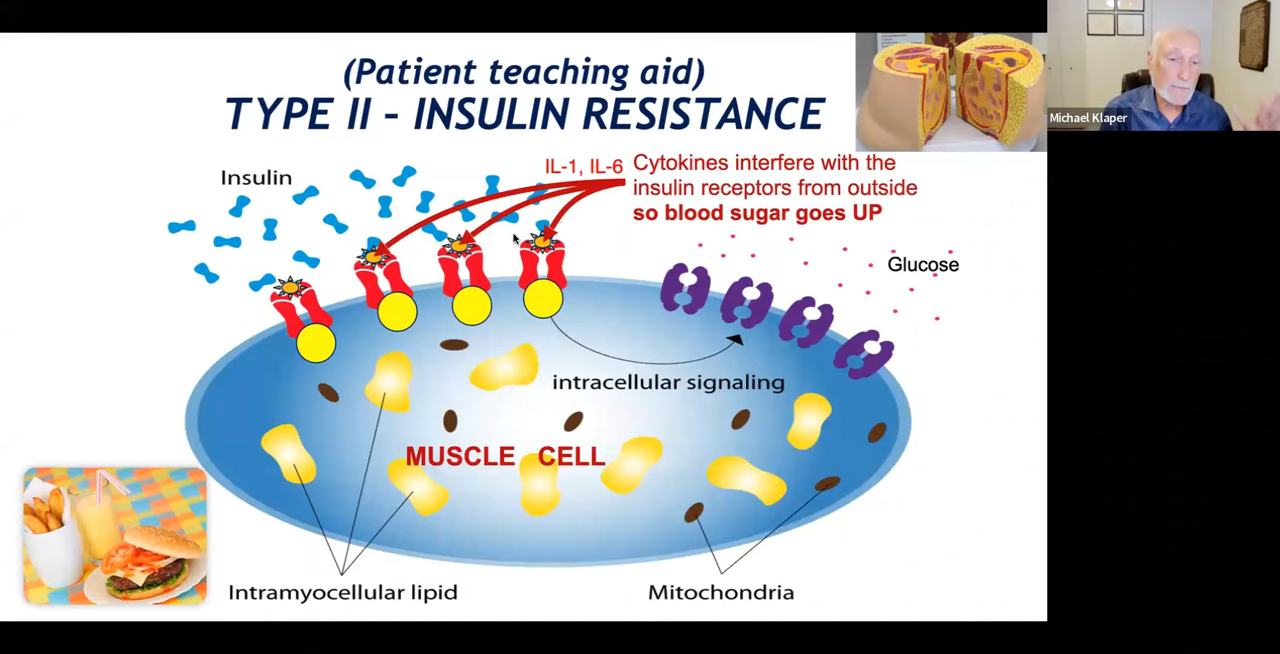 (Patient teaching aid)
TYPE II – INSULIN RESISTANCE
Michael Klaper
Insulin
IL-1, IL-6
Cytokines interfere with the
insulin receptors from outside
so blood sugar goes UP
Glucose
intracellular signaling
MUSCLE CELL
Intramyocellular lipid
Mitochondria